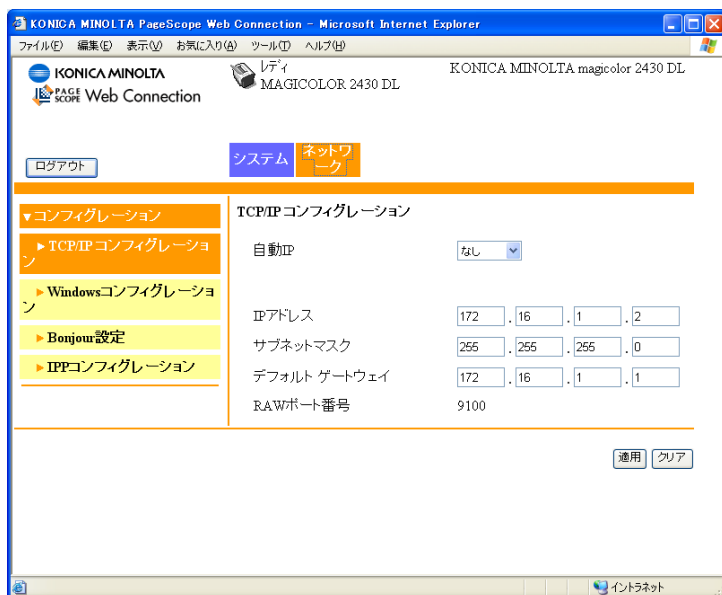 KONICA MINOLTA PageScope Web Connection - Microsoft Internet Explorer
ファイル(F) 編集(E) 表示(V) お気に入り(A) ツール(T) ヘルプ(H)
KONICA MINOLTA
PAGE SCOPE Web Connection
レディ
MAGICOLOR 2430 DL
KONICA MINOLTA magicolor 2430 DL
ログアウト
システム
ネットワ
ーク
▼コンフィグレーション
▶TCP/IPコンフィグレーショ
ン
▶Windowsコンフィグレーショ
ン
▶Bonjour設定
▶IPPコンフィグレーション
TCP/IPコンフィグレーション
自動IP なし
IPアドレス 172 . 16 . 1 . 2
サブネットマスク 255 . 255 . 255 . 0
デフォルト ゲートウェイ 172 . 16 . 1 . 1
RAWポート番号 9100
適用 クリア
イントラネット